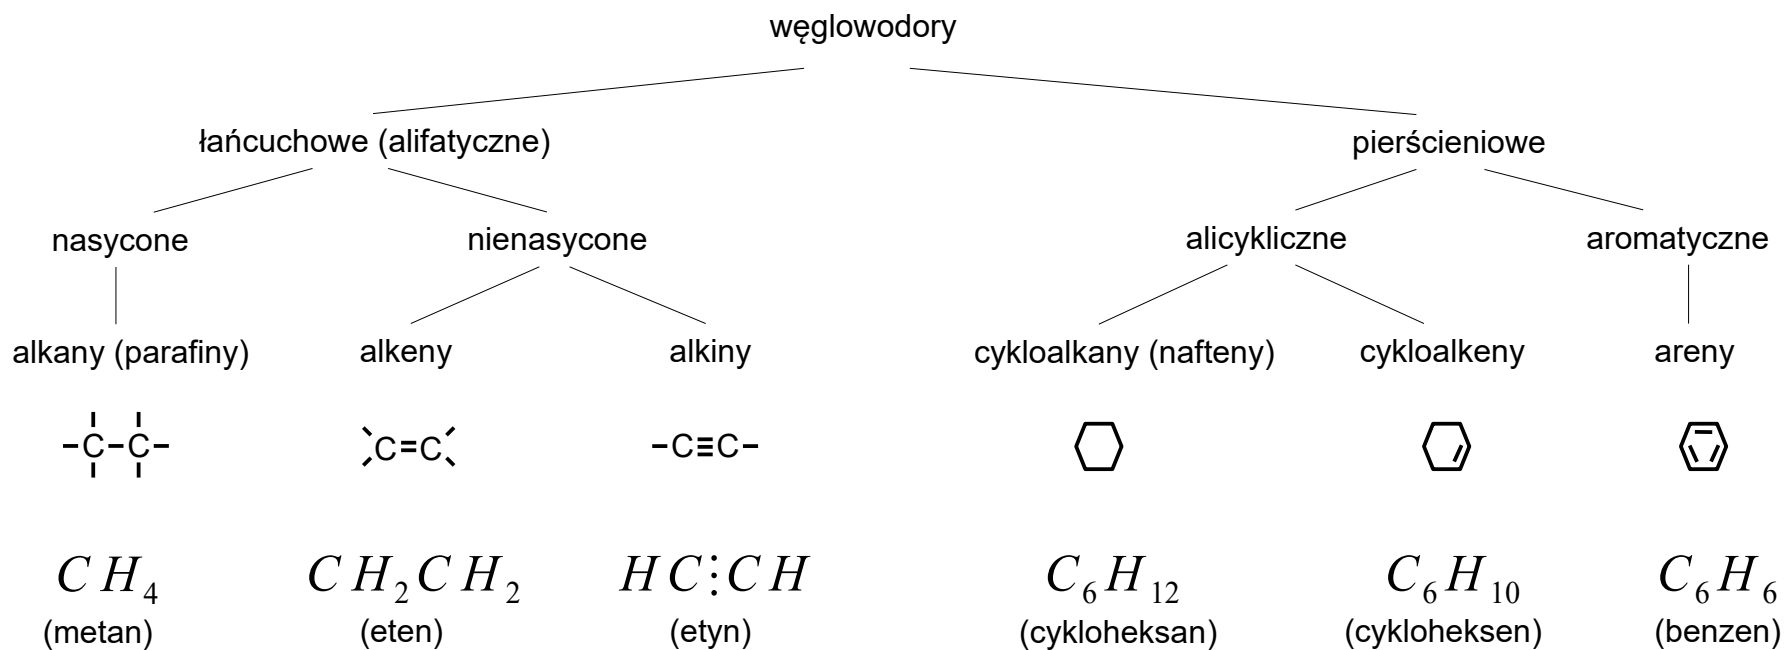 węglowodory
łańcuchowe (alifatyczne) pierścieniowe
nasycone nienasycone alicykliczne aromatyczne
alkany (parafiny) alkeny alkiny cykloalkany (nafteny) cykloalkeny areny
–C–C– C=C –C≡C–
CH₄ CH₂CH₂ HC⋮CH C₆H₁₂ C₆H₁₀ C₆H₆
(metan) (eten) (etyn) (cykloheksan) (cykloheksen) (benzen)